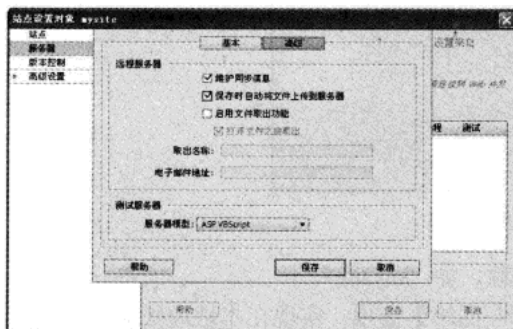 站点设置对象 mysite
站点
服务器
版本控制
高级设置
基本
高级
远程服务器
维护同步信息
保存时自动将文件上传到服务器
启用文件取出功能
打开文件之前取出
取出名称:
电子邮件地址:
测试服务器
服务器模型: ASP VBScript
帮助
保存
取消
测试
帮助
保存
取消